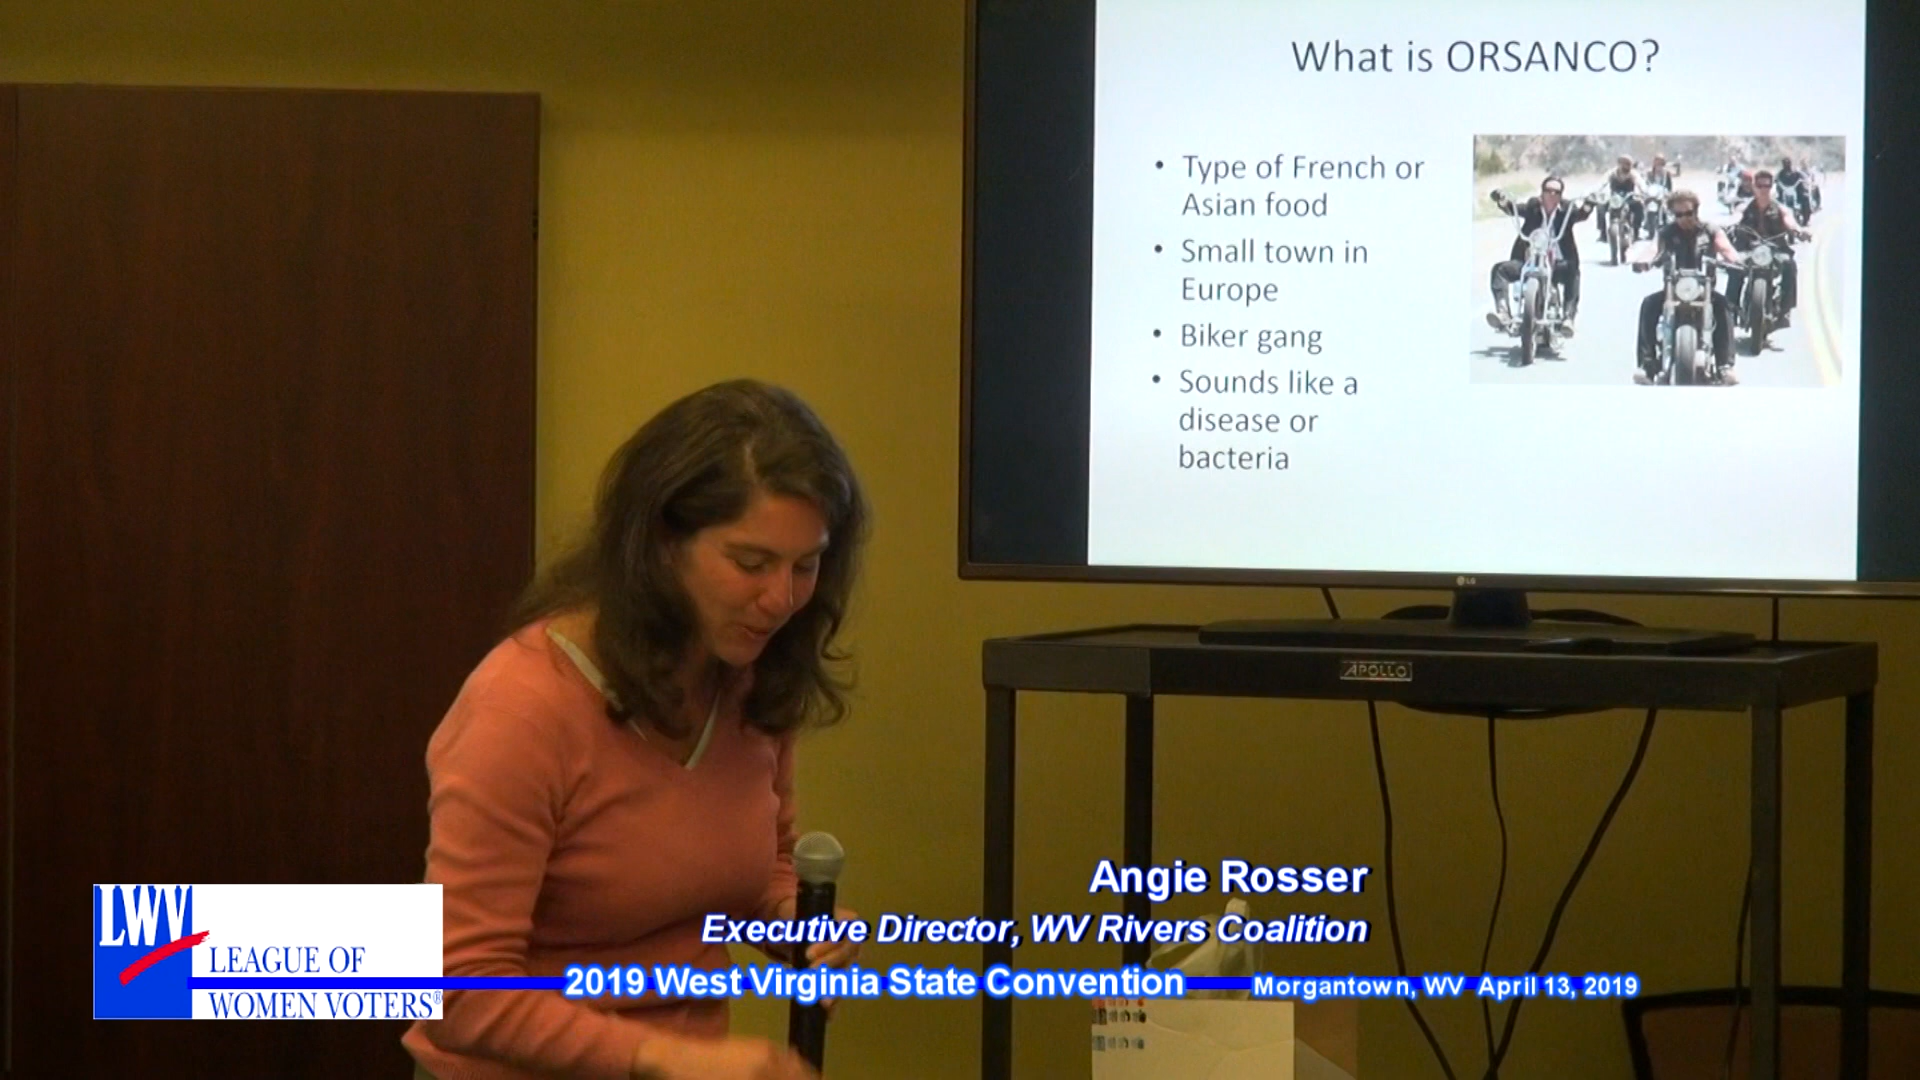 What is ORSANCO?
• Type of French or
Asian food
• Small town in
Europe
• Biker gang
• Sounds like a
disease or
bacteria
LG
APOLLO
Angie Rosser
Executive Director, WV Rivers Coalition
LWV
LEAGUE OF
WOMEN VOTERS®
2019 West Virginia State Convention
Morgantown, WV April 13, 2019